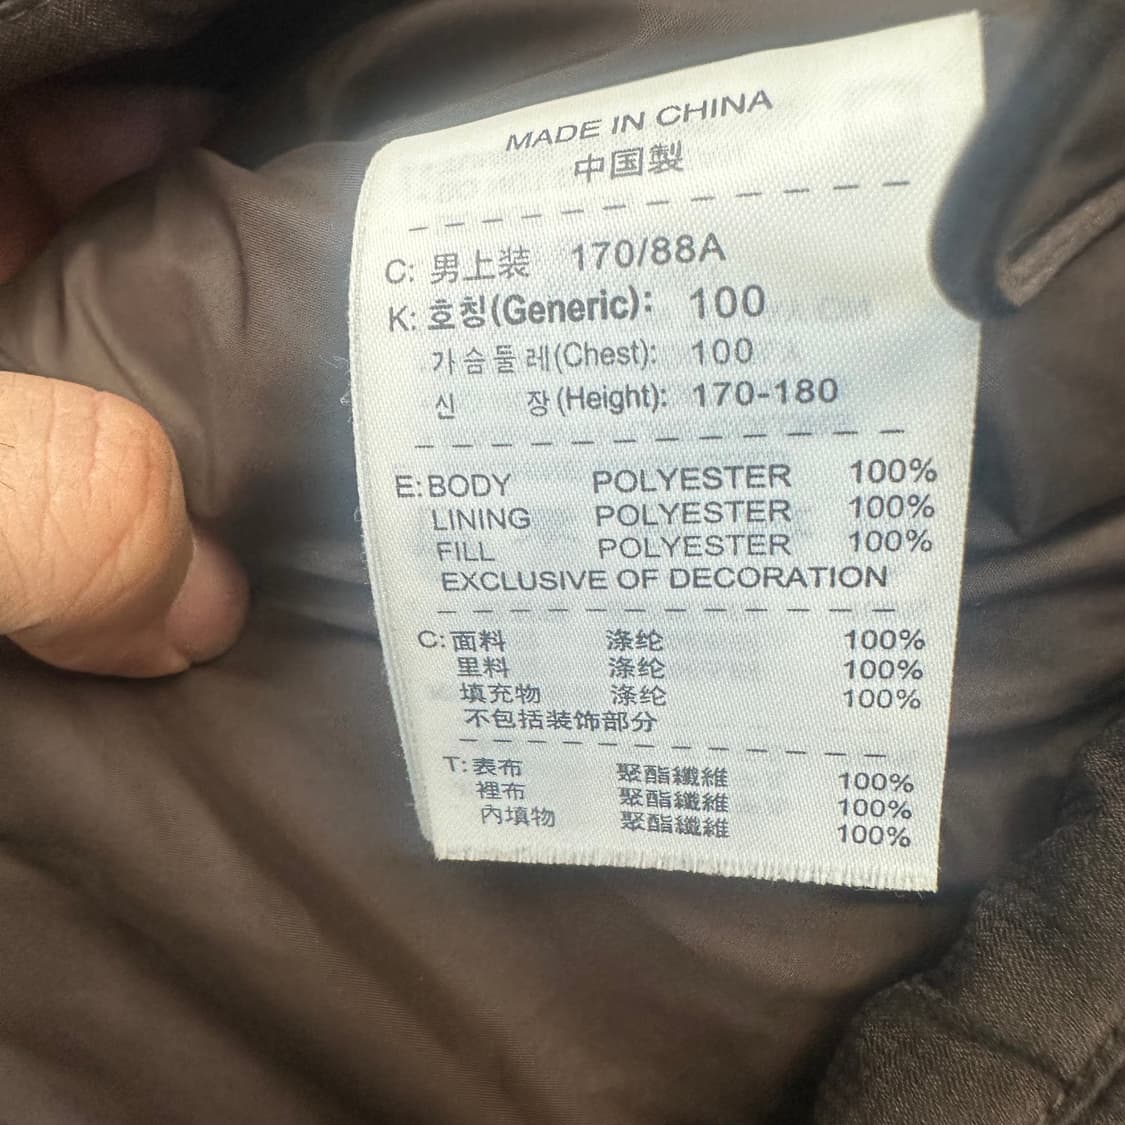 MADE IN CHINA
中国製
C: 男上装 170/88A
K: 호칭(Generic): 100
가슴둘레(Chest): 100
신 장(Height): 170-180
E: BODY POLYESTER 100%
LINING POLYESTER 100%
FILL POLYESTER 100%
EXCLUSIVE OF DECORATION
C: 面料 涤纶 100%
里料 涤纶 100%
填充物 涤纶 100%
不包括装饰部分
T: 表布 聚酯纖維 100%
裡布 聚酯纖維 100%
內填物 聚酯纖維 100%